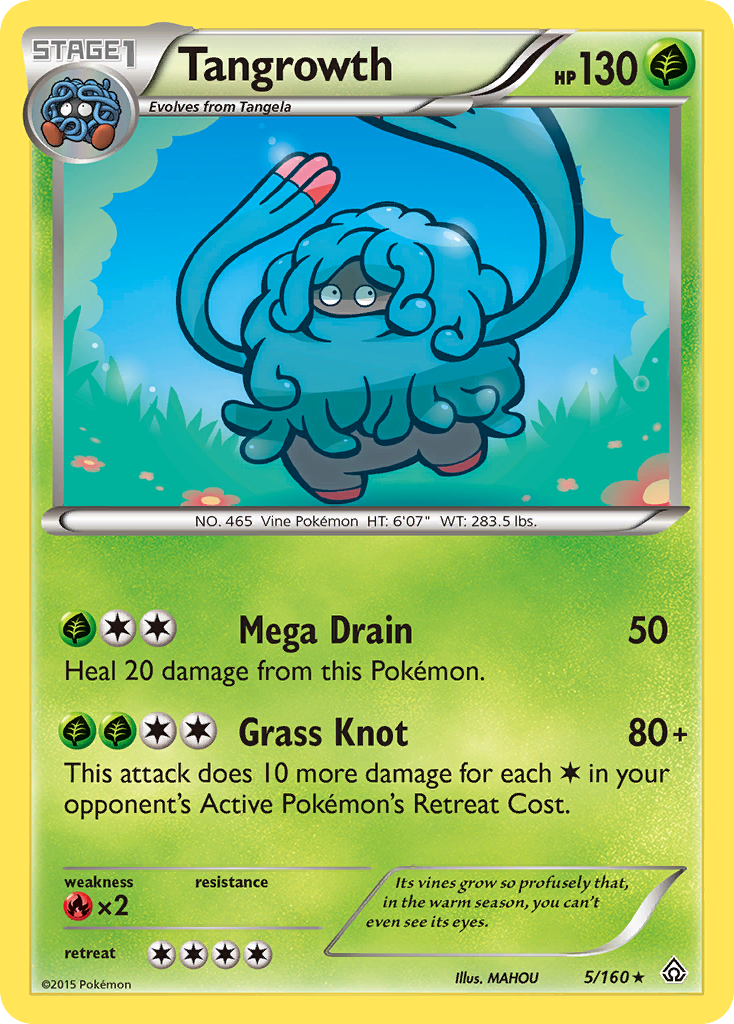 STAGE1
Tangrowth
HP130
Evolves from Tangela
NO. 465 Vine Pokémon HT: 6'07" WT: 283.5 lbs.
Mega Drain 50
Heal 20 damage from this Pokémon.
Grass Knot 80+
This attack does 10 more damage for each in your
opponent's Active Pokémon's Retreat Cost.
weakness resistance
×2
retreat
Its vines grow so profusely that,
in the warm season, you can't
even see its eyes.
©2015 Pokémon
Illus. MAHOU
5/160★